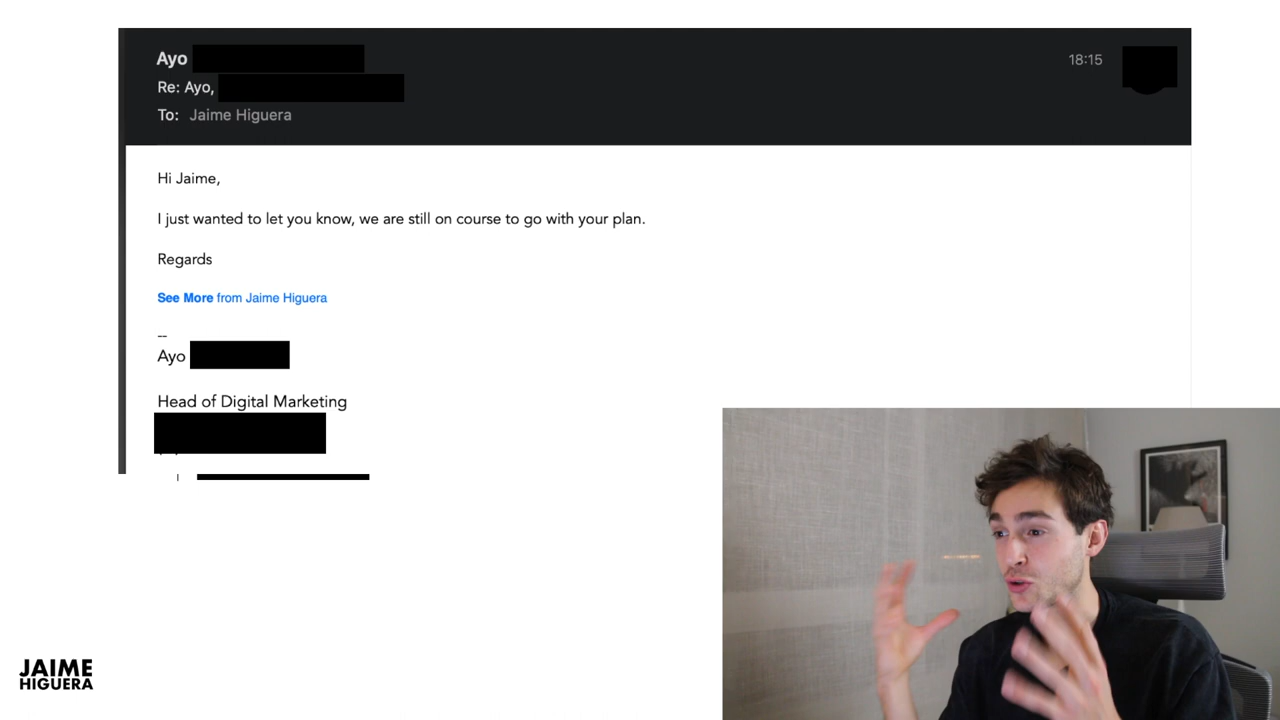 Ayo
18:15
Re: Ayo,
To: Jaime Higuera
Hi Jaime,
I just wanted to let you know, we are still on course to go with your plan.
Regards
See More from Jaime Higuera
--
Ayo
Head of Digital Marketing
JAIME
HIGUERA